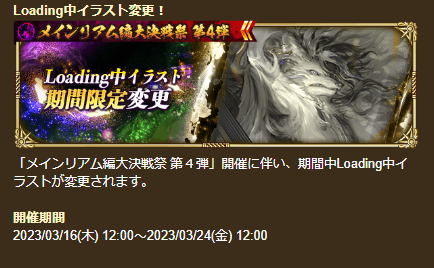 Loading中イラスト変更！
メインリアム編大決戦祭 第4弾
Loading中イラスト
期間限定変更
「メインリアム編大決戦祭 第４弾」開催に伴い、期間中Loading中イ
ラストが変更されます。
開催期間
2023/03/16(木) 12:00～2023/03/24(金) 12:00